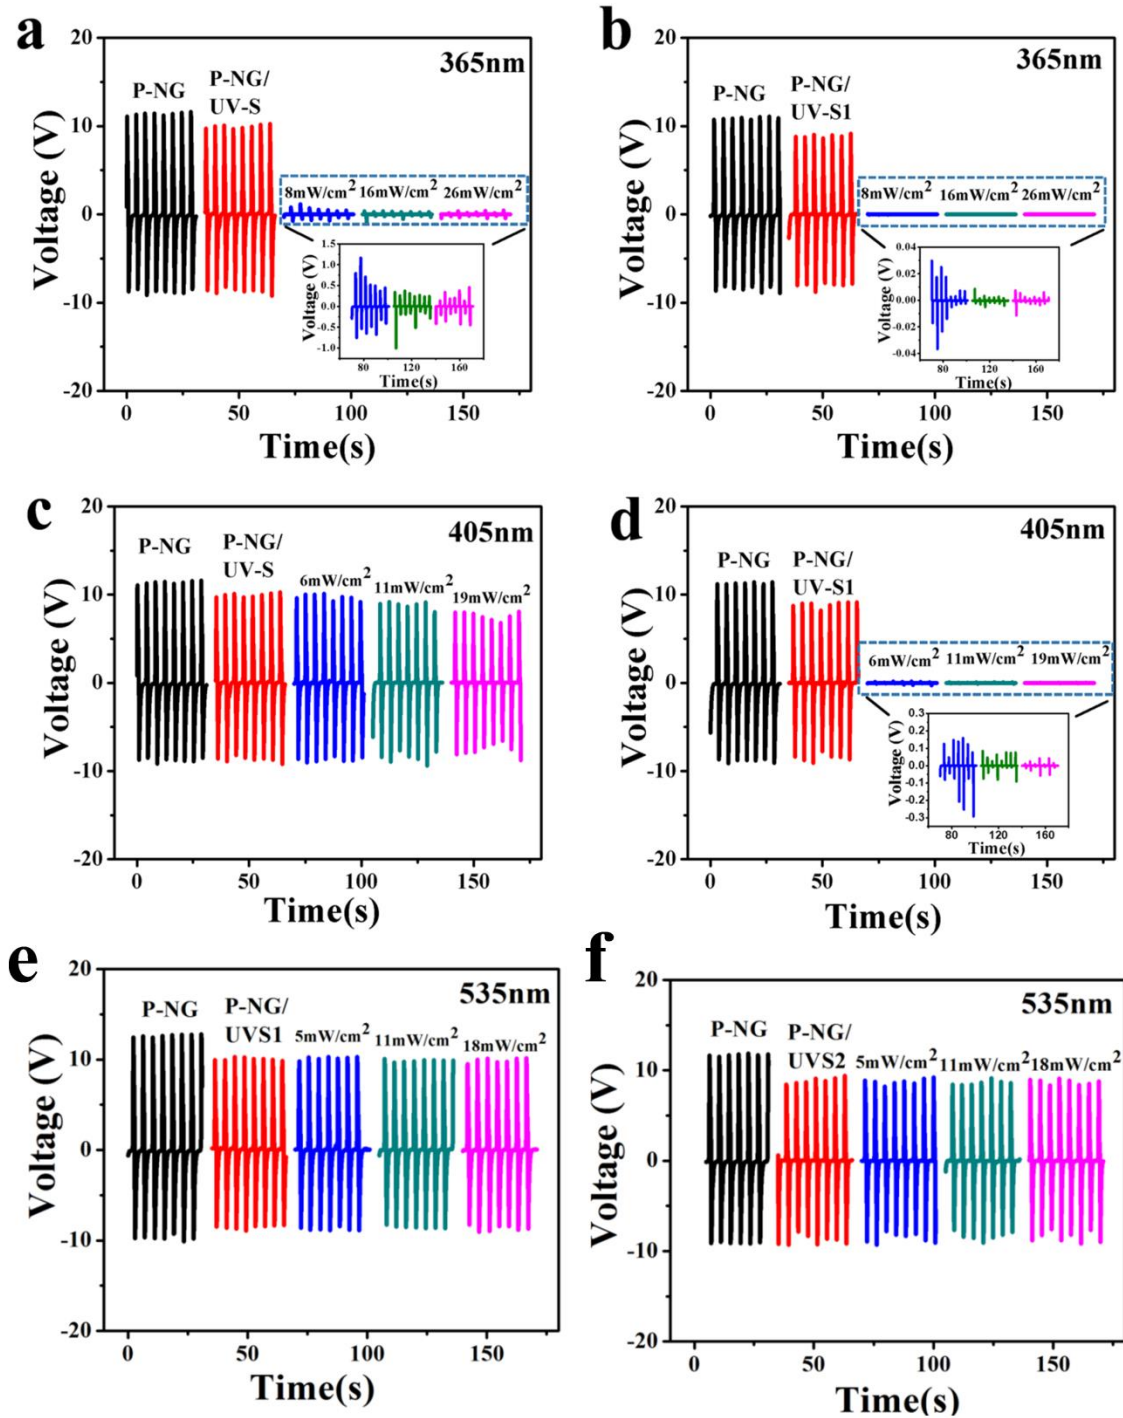 a
365nm
P-NG
P-NG/
UV-S
8mW/cm²
16mW/cm²
26mW/cm²
Voltage (V)
20
10
0
-10
-20
0
50
100
150
Time(s)
Voltage (V)
1.5
1.0
0.5
0.0
-0.5
-1.0
80
120
160
Time(s)
b
365nm
P-NG
P-NG/
UV-S1
8mW/cm²
16mW/cm²
26mW/cm²
Voltage (V)
20
10
0
-10
-20
0
50
100
150
Time(s)
Voltage (V)
0.04
0.02
0.00
-0.02
-0.04
80
120
160
Time(s)
c
405nm
P-NG
P-NG/
UV-S
6mW/cm²
11mW/cm²
19mW/cm²
Voltage (V)
20
10
0
-10
-20
0
50
100
150
Time(s)
d
405nm
P-NG
P-NG/
UV-S1
6mW/cm²
11mW/cm²
19mW/cm²
Voltage (V)
20
10
0
-10
-20
0
50
100
150
Time(s)
Voltage (V)
0.3
0.2
0.1
0.0
-0.1
-0.2
-0.3
80
120
160
Time(s)
e
535nm
P-NG
P-NG/
UVS1
5mW/cm²
11mW/cm²
18mW/cm²
Voltage (V)
20
10
0
-10
-20
0
50
100
150
Time(s)
f
535nm
P-NG
P-NG/
UVS2
5mW/cm²
11mW/cm²
18mW/cm²
Voltage (V)
20
10
0
-10
-20
0
50
100
150
Time(s)